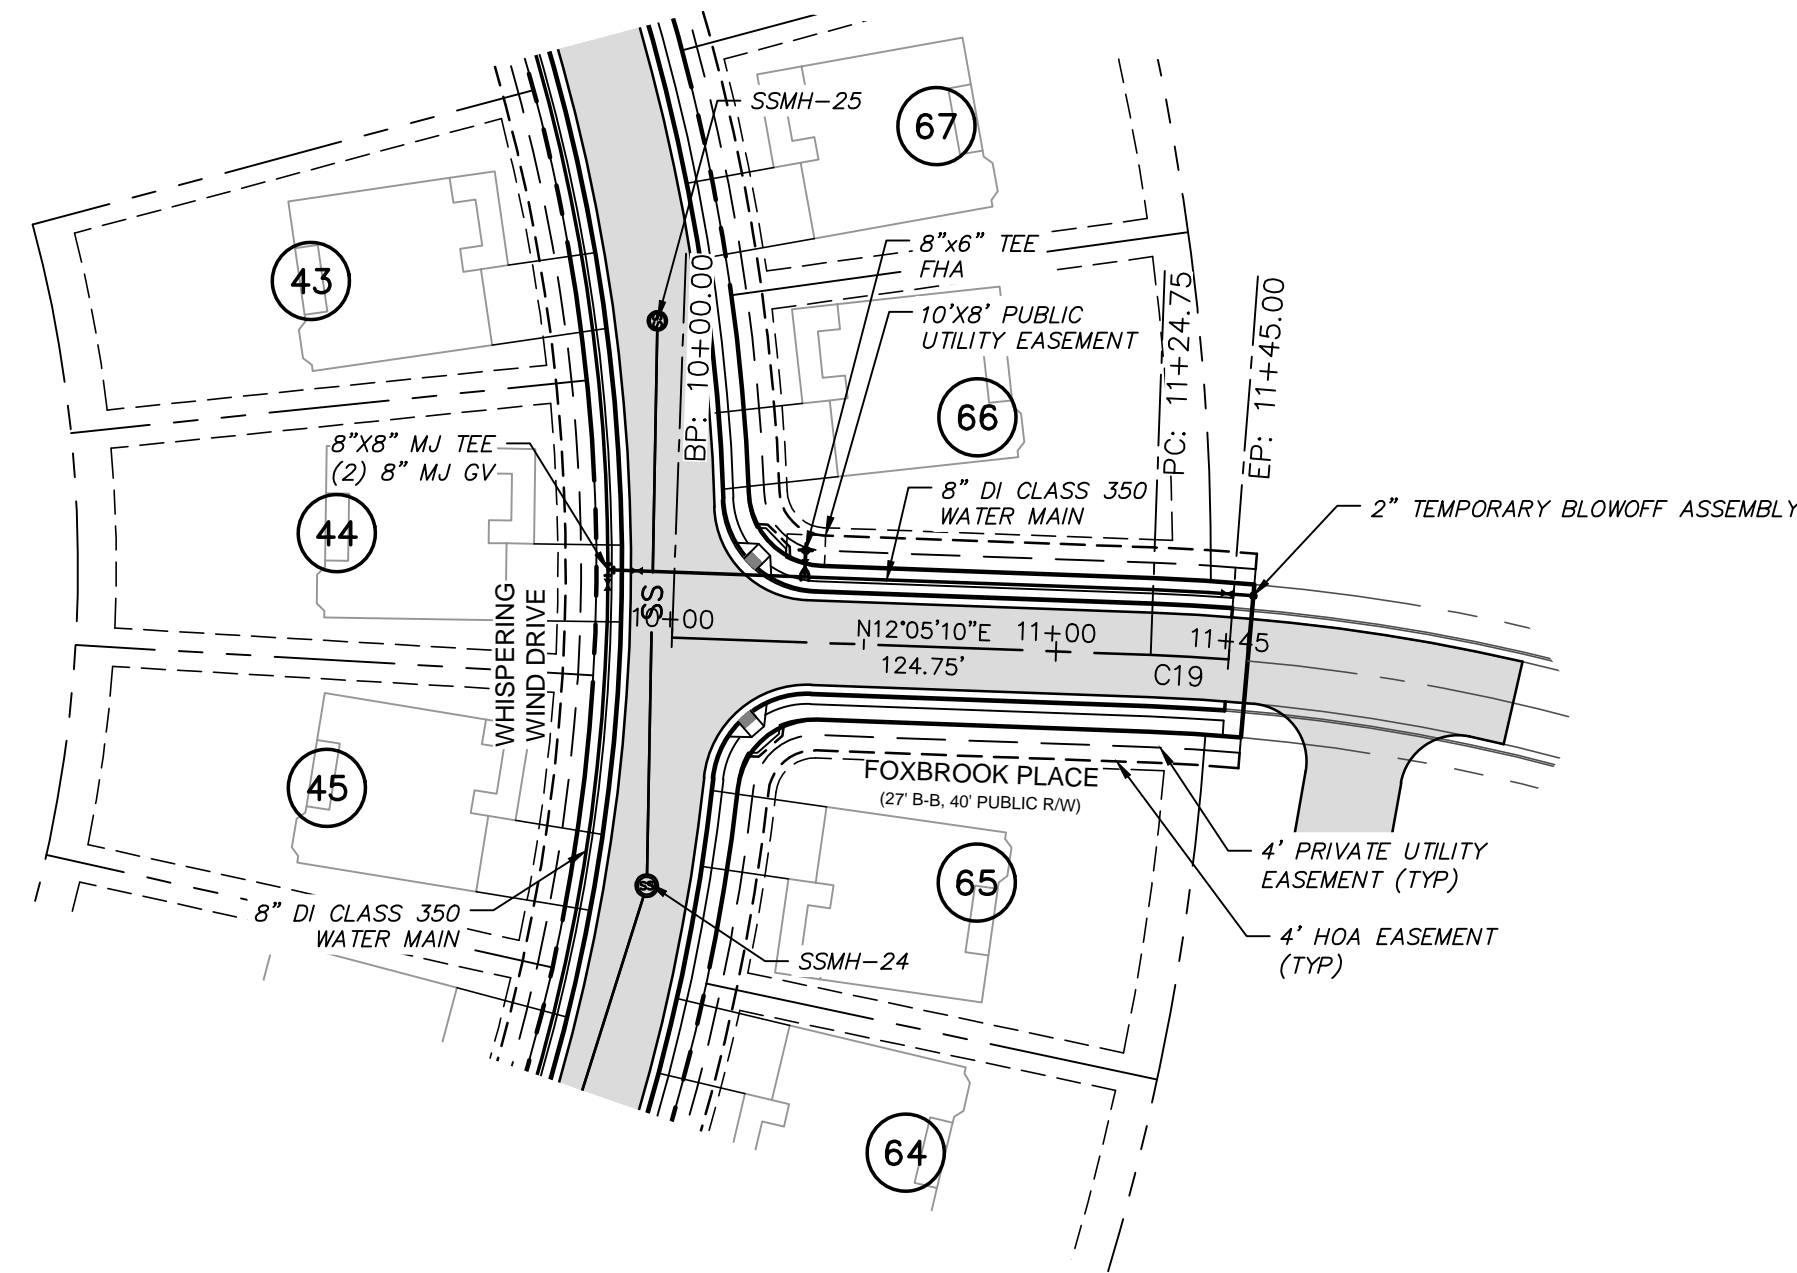 SSMH-25
67
43
8"x6" TEE
FHA
10'X8' PUBLIC
UTILITY EASEMENT
BP: 10+00.00
PC: 11+24.75
EP: 11+45.00
66
8"X8" MJ TEE
(2) 8" MJ GV
44
8" DI CLASS 350
WATER MAIN
2" TEMPORARY BLOWOFF ASSEMBLY
SS
SS
10+00
N12°05'10"E
11+00
11+45
124.75'
C19
WHISPERING
WIND DRIVE
45
FOXBROOK PLACE
(27' B-B, 40' PUBLIC R/W)
4' PRIVATE UTILITY
EASEMENT (TYP)
65
SS
8" DI CLASS 350
WATER MAIN
4' HOA EASEMENT
(TYP)
SSMH-24
64